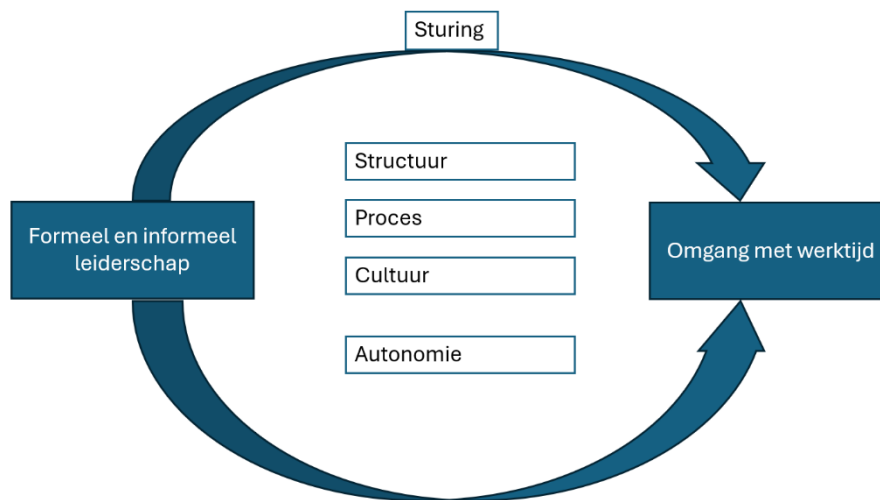 Sturing
Structuur
Formeel en informeel
leiderschap
Proces
Cultuur
Autonomie
Omgang met werktijd